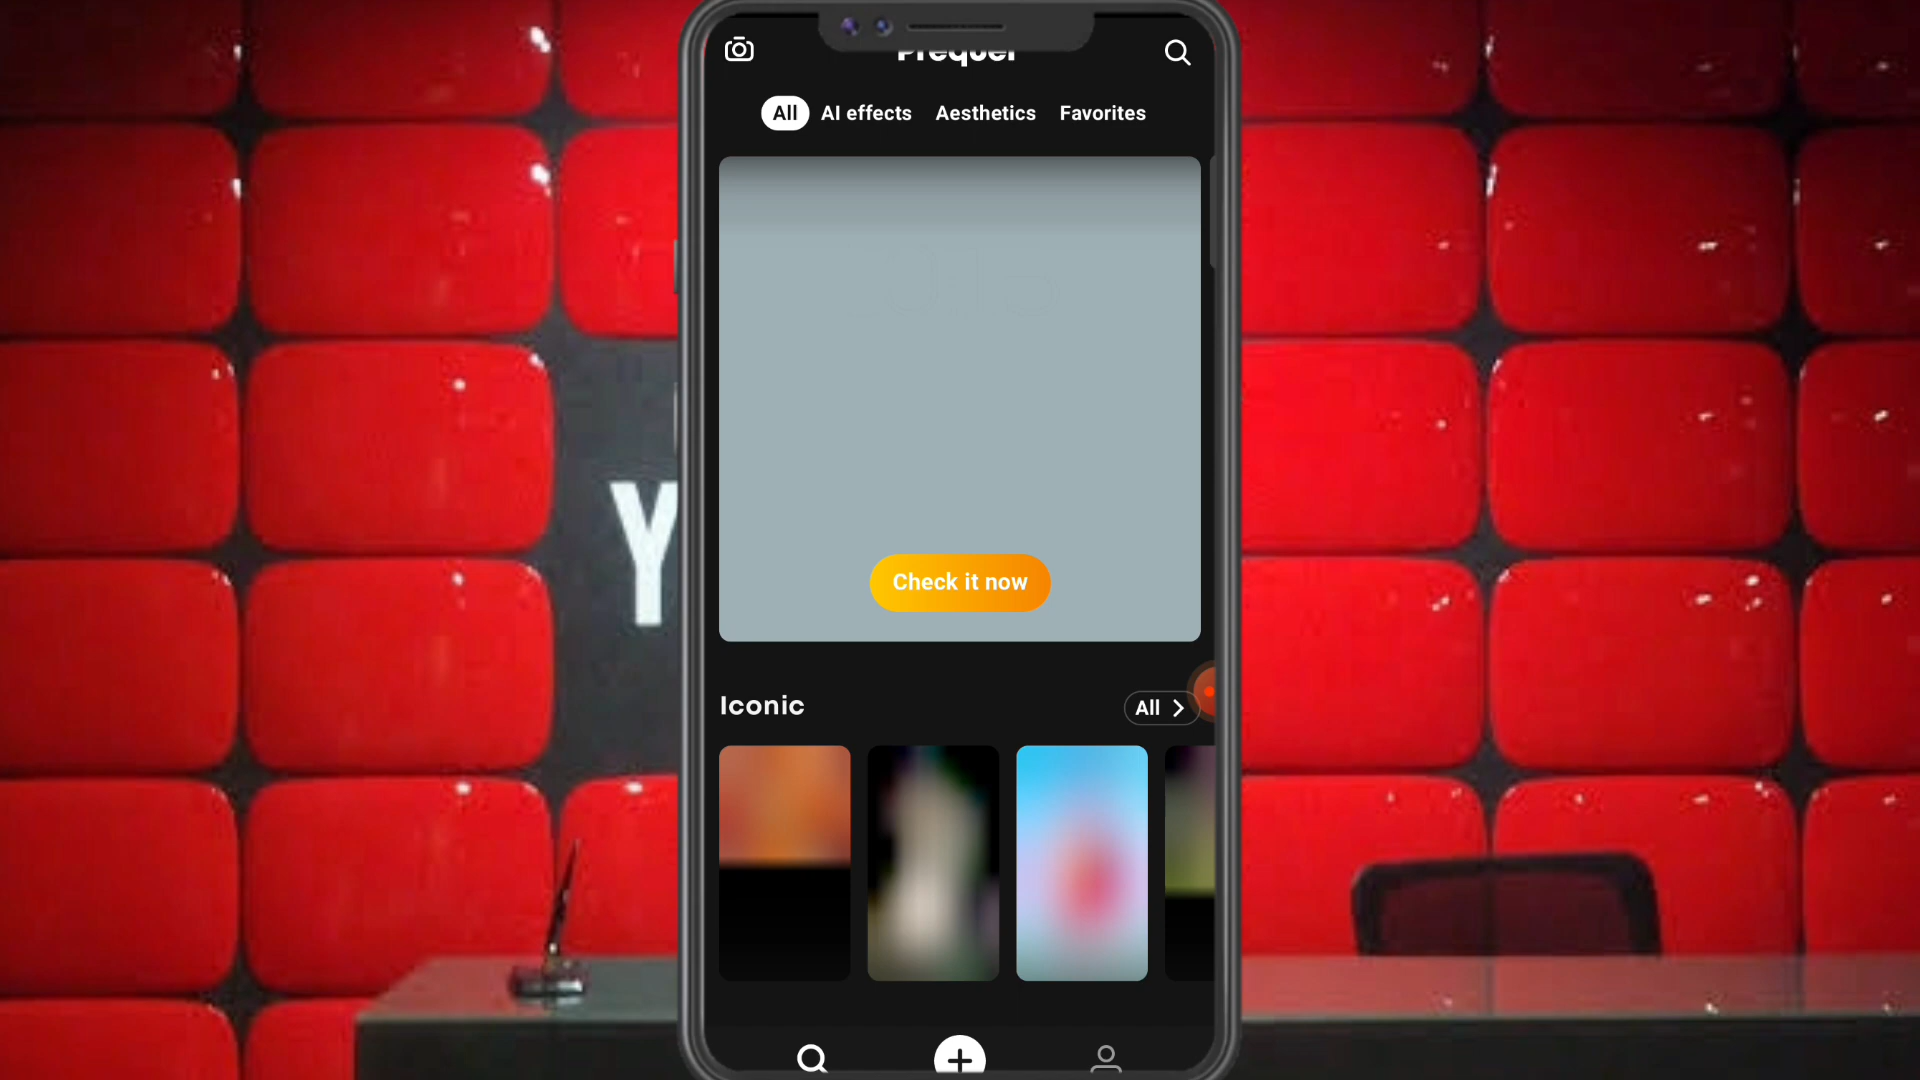 Prequel
All AI effects Aesthetics Favorites
Y
Check it now
Iconic
All